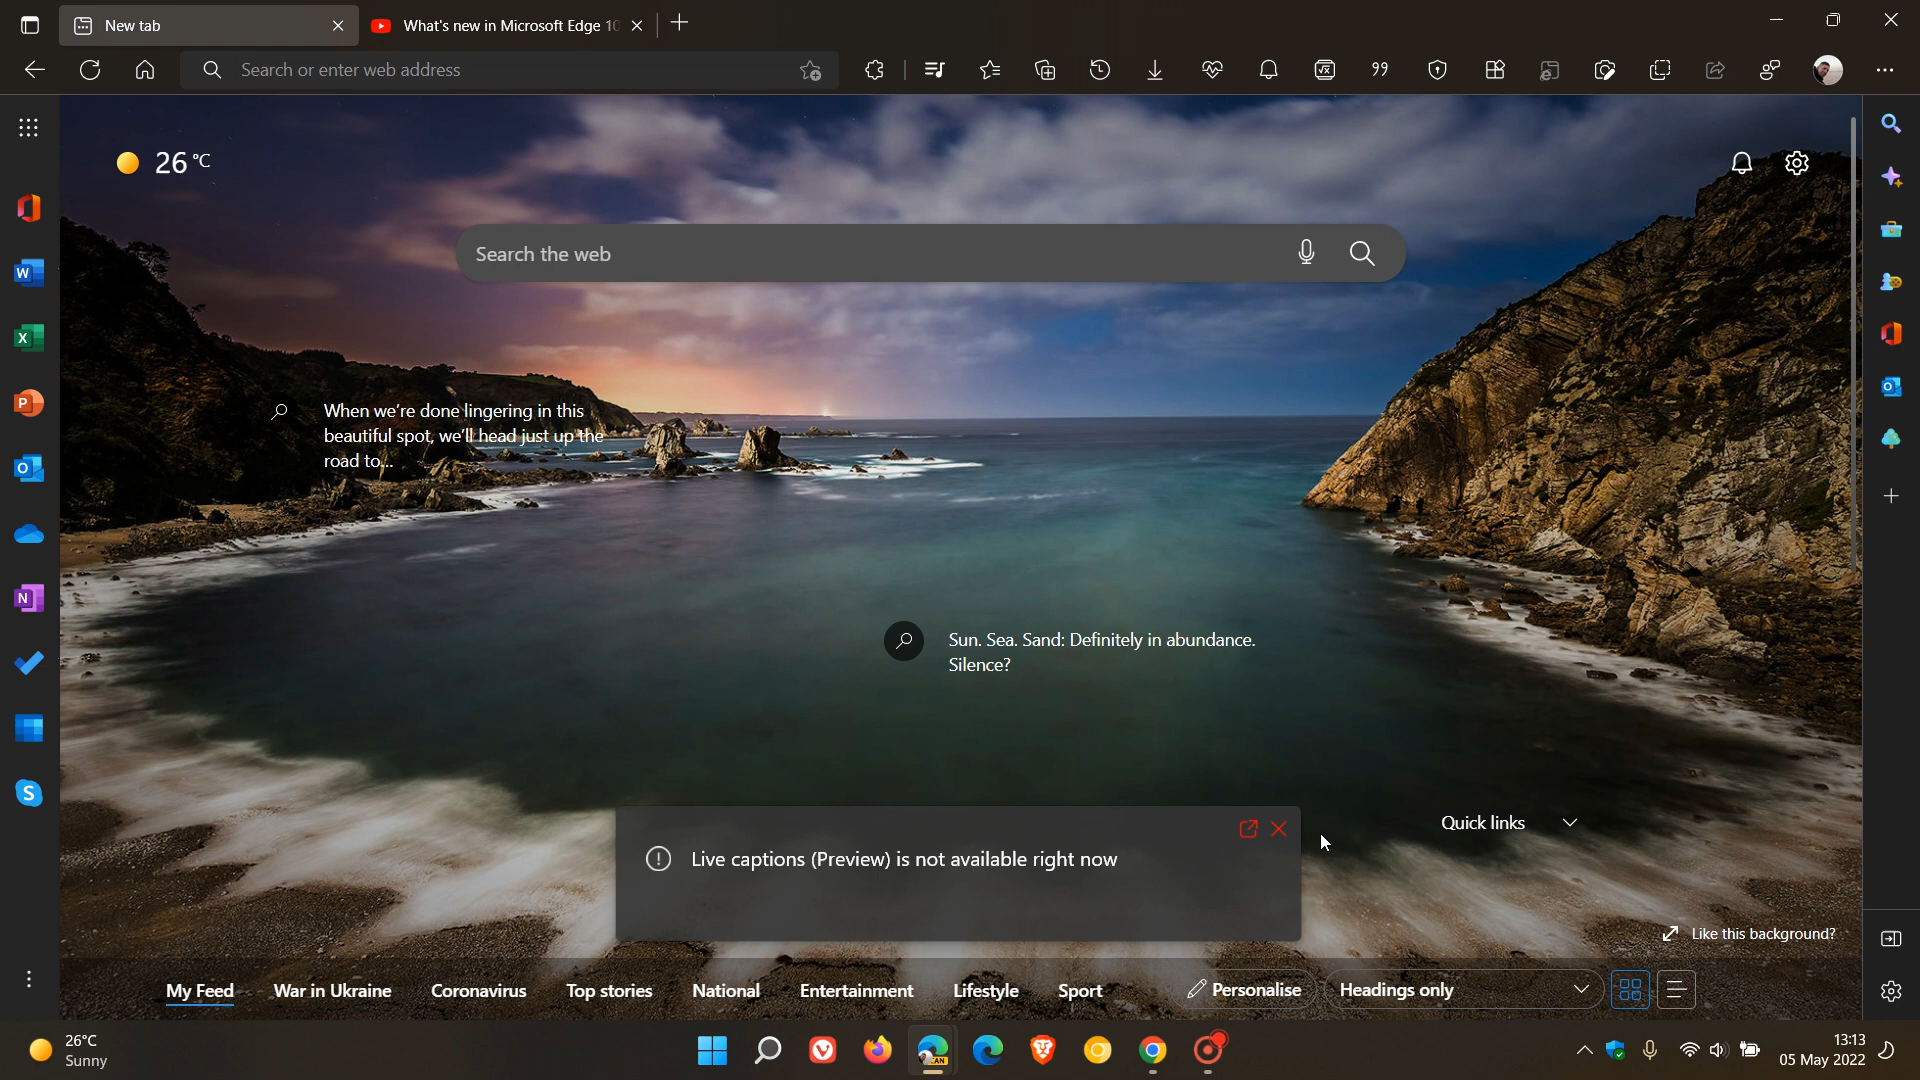 New tab
What's new in Microsoft Edge 10
Search or enter web address
26 °C
Search the web
When we're done lingering in this
beautiful spot, we'll head just up the
road to...
Sun. Sea. Sand: Definitely in abundance.
Silence?
Quick links
Live captions (Preview) is not available right now
Like this background?
My Feed War in Ukraine Coronavirus Top stories National Entertainment Lifestyle Sport Personalise Headings only
26°C
Sunny
CAN
13:13
05 May 2022